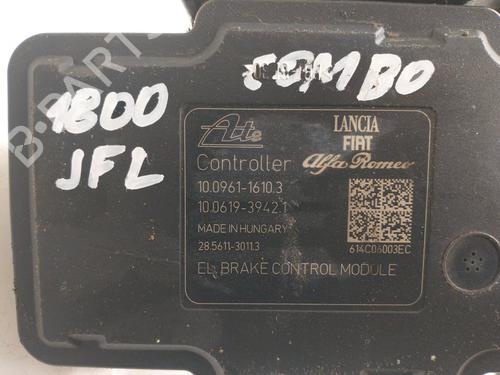 B-PARTS
1800
JFL
COMBO
Ate
LANCIA
FIAT
Alfa Romeo
Controller
10.0961-1610.3
10.0619-3942.1
MADE IN HUNGARY
28.5611-3011.3
614C06003EC
EL. BRAKE CONTROL MODULE